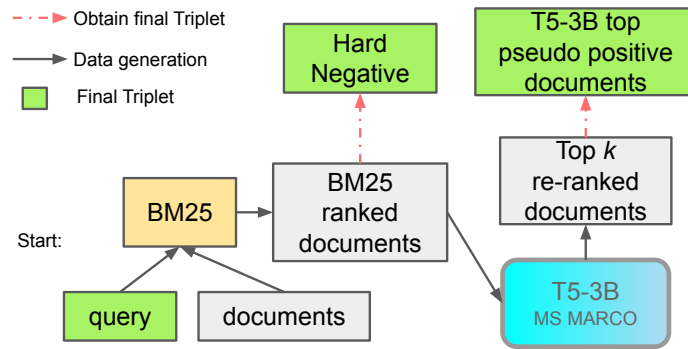 Obtain final Triplet
Data generation
Final Triplet
Hard
Negative
T5-3B top
pseudo positive
documents
BM25
BM25
ranked
documents
Top k
re-ranked
documents
Start:
query
documents
T5-3B
MS MARCO